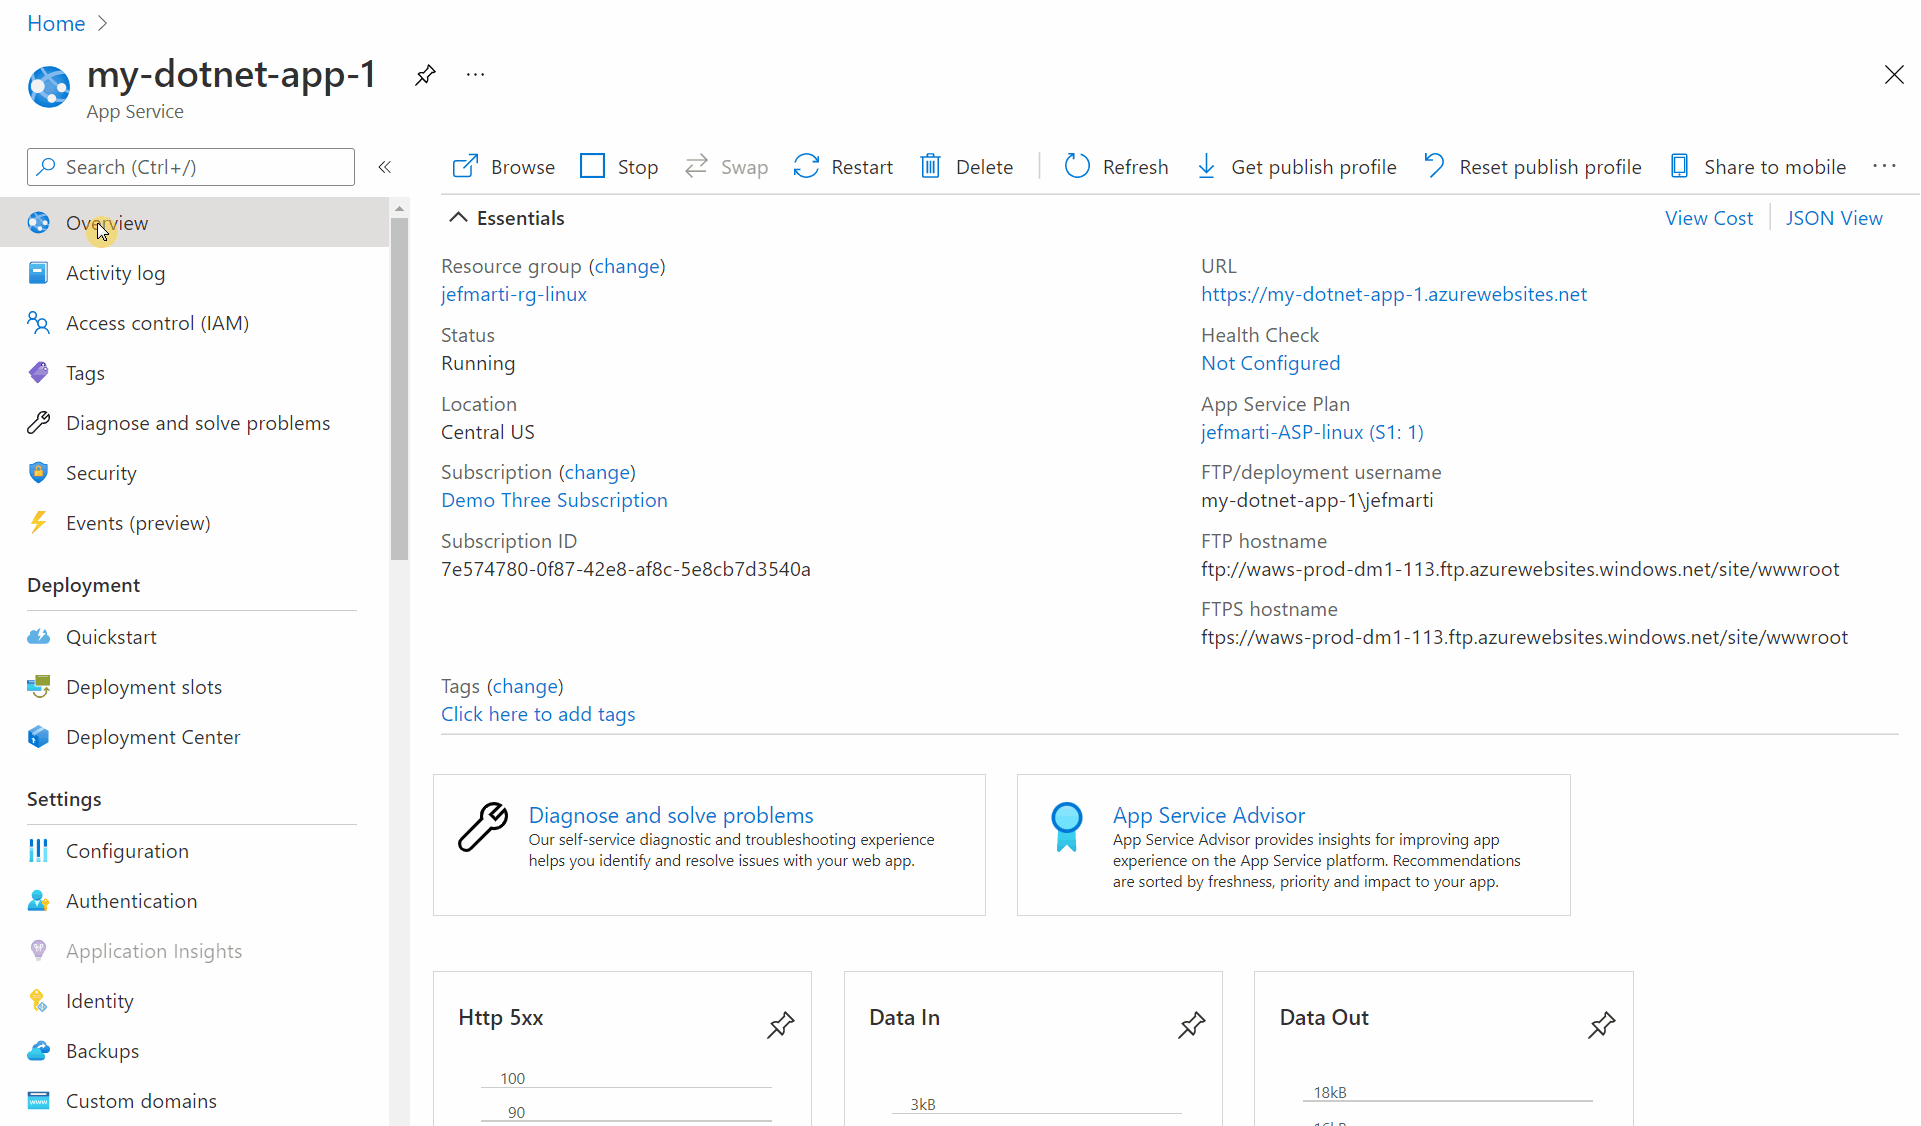 Home
my-dotnet-app-1
App Service
Search (Ctrl+/)
Browse
Stop
Swap
Restart
Delete
Refresh
Get publish profile
Reset publish profile
Share to mobile
Overview
Activity log
Access control (IAM)
Tags
Diagnose and solve problems
Security
Events (preview)
Deployment
Quickstart
Deployment slots
Deployment Center
Settings
Configuration
Authentication
Application Insights
Identity
Backups
Custom domains
Essentials
View Cost
JSON View
Resource group (change)
jefmarti-rg-linux
Status
Running
Location
Central US
Subscription (change)
Demo Three Subscription
Subscription ID
7e574780-0f87-42e8-af8c-5e8cb7d3540a
URL
https://my-dotnet-app-1.azurewebsites.net
Health Check
Not Configured
App Service Plan
jefmarti-ASP-linux (S1: 1)
FTP/deployment username
my-dotnet-app-1\jefmarti
FTP hostname
ftp://waws-prod-dm1-113.ftp.azurewebsites.windows.net/site/wwwroot
FTPS hostname
ftps://waws-prod-dm1-113.ftp.azurewebsites.windows.net/site/wwwroot
Tags (change)
Click here to add tags
Diagnose and solve problems
Our self-service diagnostic and troubleshooting experience
helps you identify and resolve issues with your web app.
App Service Advisor
App Service Advisor provides insights for improving app
experience on the App Service platform. Recommendations
are sorted by freshness, priority and impact to your app.
Http 5xx
100
90
Data In
3kB
Data Out
18kB